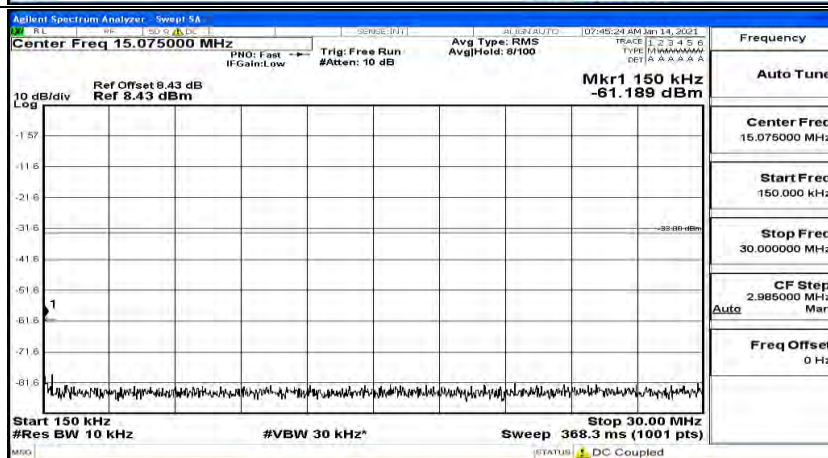 Agilent Spectrum Analyzer - Swept SA
RL RF 50 Ω DC SENSE:INT ALIGN AUTO 07:45:24 AM Jan 14, 2021
Center Freq 15.075000 MHz
PNO: Fast
IFGain:Low
Trig: Free Run
#Atten: 10 dB
Avg Type: RMS
Avg|Hold: 8/100
TRACE 1 2 3 4 5 6
TYPE MWWWWW
DET A A A A A A
Mkr1 150 kHz
-61.189 dBm
Ref Offset 8.43 dB
10 dB/div Ref 8.43 dBm
Log
-1.57
-11.6
-21.6
-31.6
-33.00 dBm
-41.6
-51.6
1
-61.6
-71.6
-81.6
Start 150 kHz Stop 30.00 MHz
#Res BW 10 kHz #VBW 30 kHz* Sweep 368.3 ms (1001 pts)
MSG STATUS DC Coupled
Frequency
Auto Tune
Center Freq
15.075000 MHz
Start Freq
150.000 kHz
Stop Freq
30.000000 MHz
CF Step
2.985000 MHz
Auto Man
Freq Offset
0 Hz